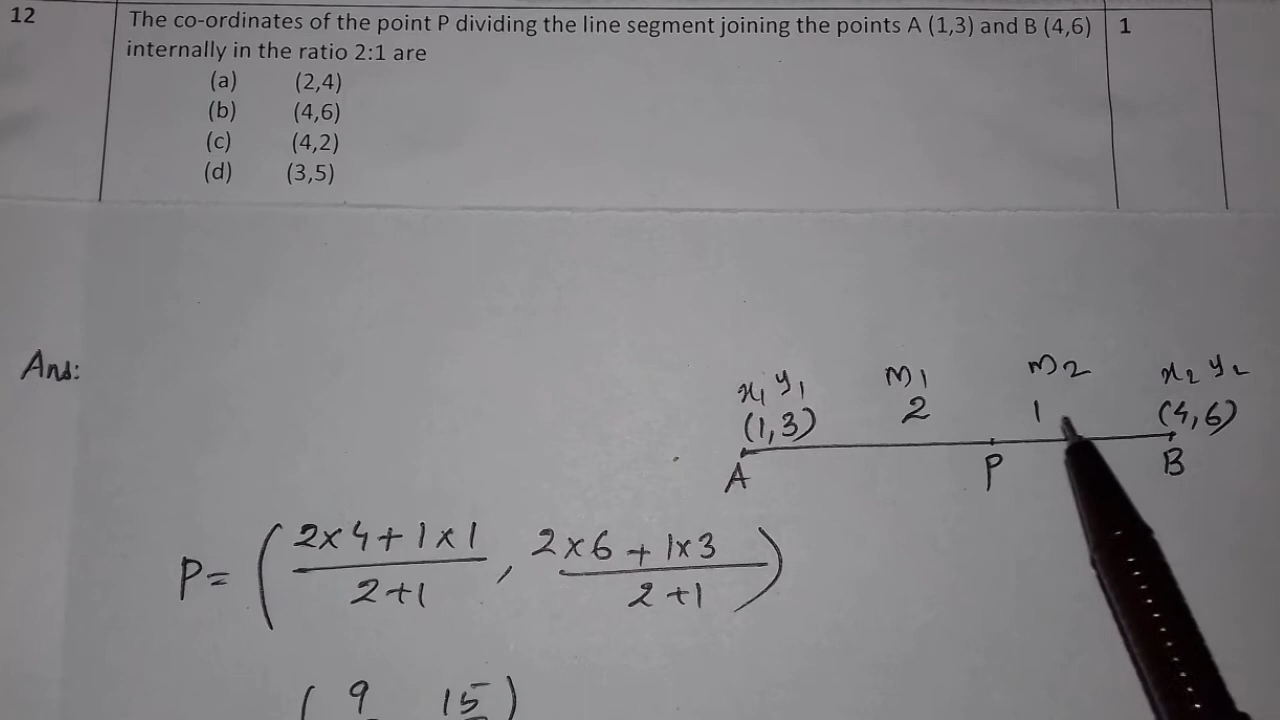 12 The co-ordinates of the point P dividing the line segment joining the points A (1,3) and B (4,6) 1
internally in the ratio 2:1 are
(a) (2,4)
(b) (4,6)
(c) (4,2)
(d) (3,5)
Ans:
x₁ y₁ m₁ m₂ x₂ y₂
(1,3) 2 1 (4,6)
A P B
P = ( 2×4+1×1 , 2×6+1×3 )
2+1 2+1
( 9 15 )